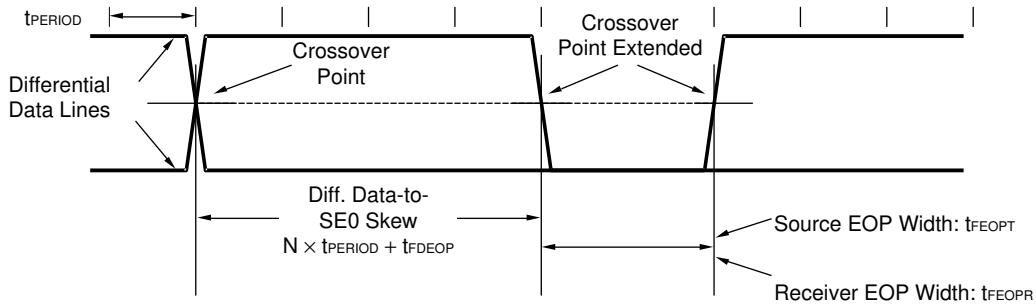 tPERIOD
Crossover
Point
Crossover
Point Extended
Differential
Data Lines
Diff. Data-to-
SE0 Skew
N × tPERIOD + tFDEOP
Source EOP Width: tFEOPT
Receiver EOP Width: tFEOPR